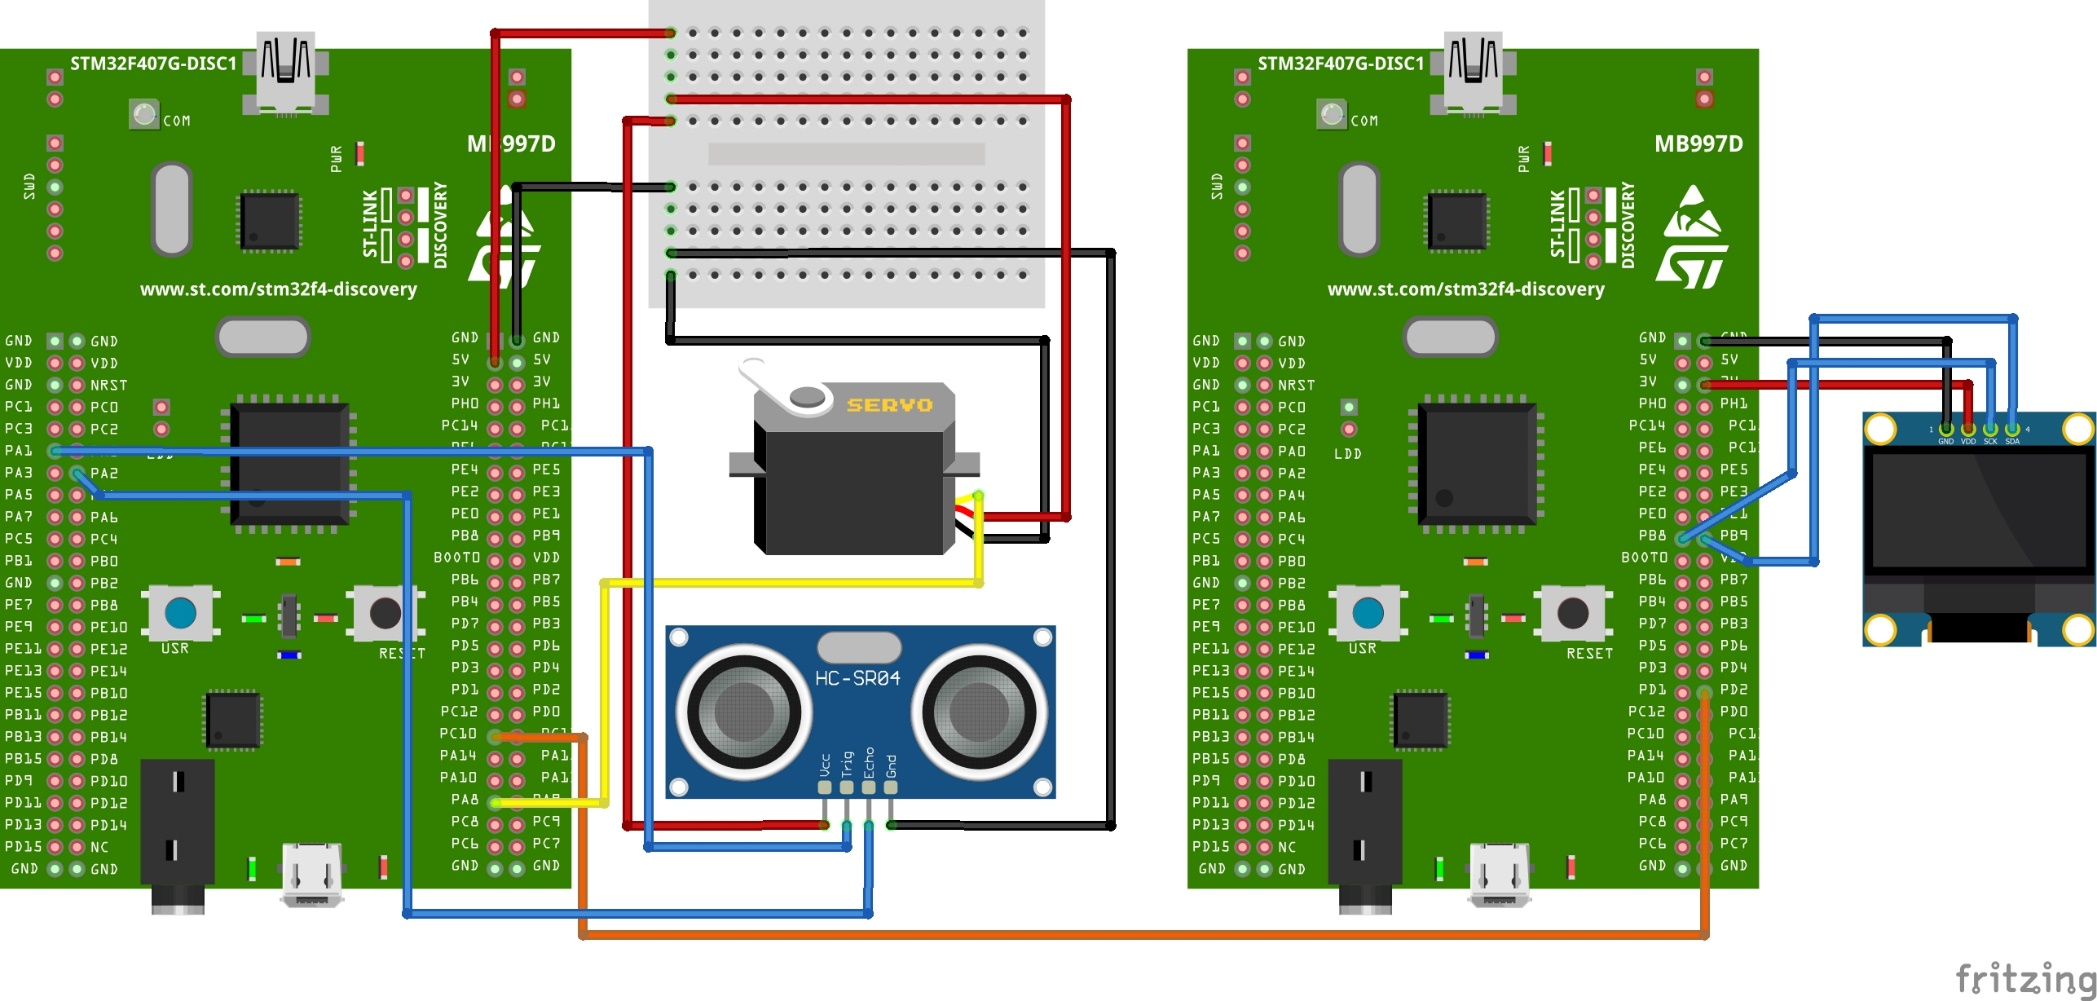 STM32F407G-DISC1
COM
PWR
SWD
ST-LINK
DISCOVERY
www.st.com/stm32f4-discovery
GND GND
VDD VDD
GND NRST
PC1 PC0
PC3 PC2
PA1
PA3 PA2
PA5
PA7 PA6
PC5 PC4
PB1 PB0
GND PB2
PE7 PB8
PE9 PE10
PE11 PE12
PE13 PE14
PE15 PB10
PB11 PB12
PB13 PB14
PB15 PD8
PD9 PD10
PD11 PD12
PD13 PD14
PD15 NC
GND GND
USR
RESET
GND GND
5V 5V
3V 3V
PH0 PH1
PC14 PC1
PE4 PE5
PE2 PE3
PE0 PE1
PB8 PB9
BOOT0 VDD
PB6 PB7
PB4 PB5
PD7 PB3
PD5 PD6
PD3 PD4
PD1 PD2
PC12 PD0
PC10
PA14 PA1
PA10 PA1
PA8
PC8 PC9
PC6 PC7
GND GND
SERVO
HC-SR04
Vcc Trig Echo Gnd
STM32F407G-DISC1
COM
MB997D
PWR
SWD
ST-LINK
DISCOVERY
www.st.com/stm32f4-discovery
GND GND
VDD VDD
GND NRST
PC1 PC0
PC3 PC2
PA1 PA0
PA3 PA2
PA5 PA4
PA7 PA6
PC5 PC4
PB1 PB0
GND PB2
PE7 PB8
PE9 PE10
PE11 PE12
PE13 PE14
PE15 PB10
PB11 PB12
PB13 PB14
PB15 PD8
PD9 PD10
PD11 PD12
PD13 PD14
PD15 NC
GND GND
LDD
USR
RESET
GND
5V 5V
3V
PH0 PH1
PC14 PC1
PE6 PC1
PE4 PE5
PE2 PE3
PE0 PE1
PB8 PB9
BOOT0
PB6 PB7
PB4 PB5
PD7 PB3
PD5 PD6
PD3 PD4
PD1 PD2
PC12 PD0
PC10 PC1
PA14 PA1
PA10 PA1
PA8 PA9
PC8 PC9
PC6 PC7
GND GND
1 4
GND VDD SCK SDA
fritzing